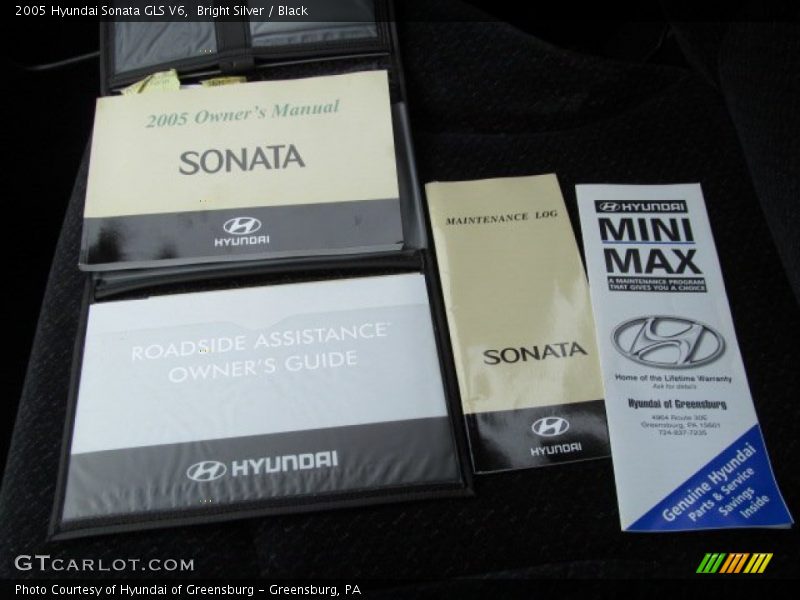 2005 Hyundai Sonata GLS V6, Bright Silver / Black
2005 Owner's Manual
SONATA
HYUNDAI
ROADSIDE ASSISTANCE
OWNER'S GUIDE
HYUNDAI
MAINTENANCE LOG
SONATA
HYUNDAI
HYUNDAI
MINI
MAX
A MAINTENANCE PROGRAM
THAT GIVES YOU A CHOICE
Home of the Lifetime Warranty
Ask for details
Hyundai of Greensburg
4964 Route 30E
Greensburg, PA 15601
724-837-7235
Genuine Hyundai
Parts & Service
Savings
Inside
GTCARLOT.COM
Photo Courtesy of Hyundai of Greensburg - Greensburg, PA